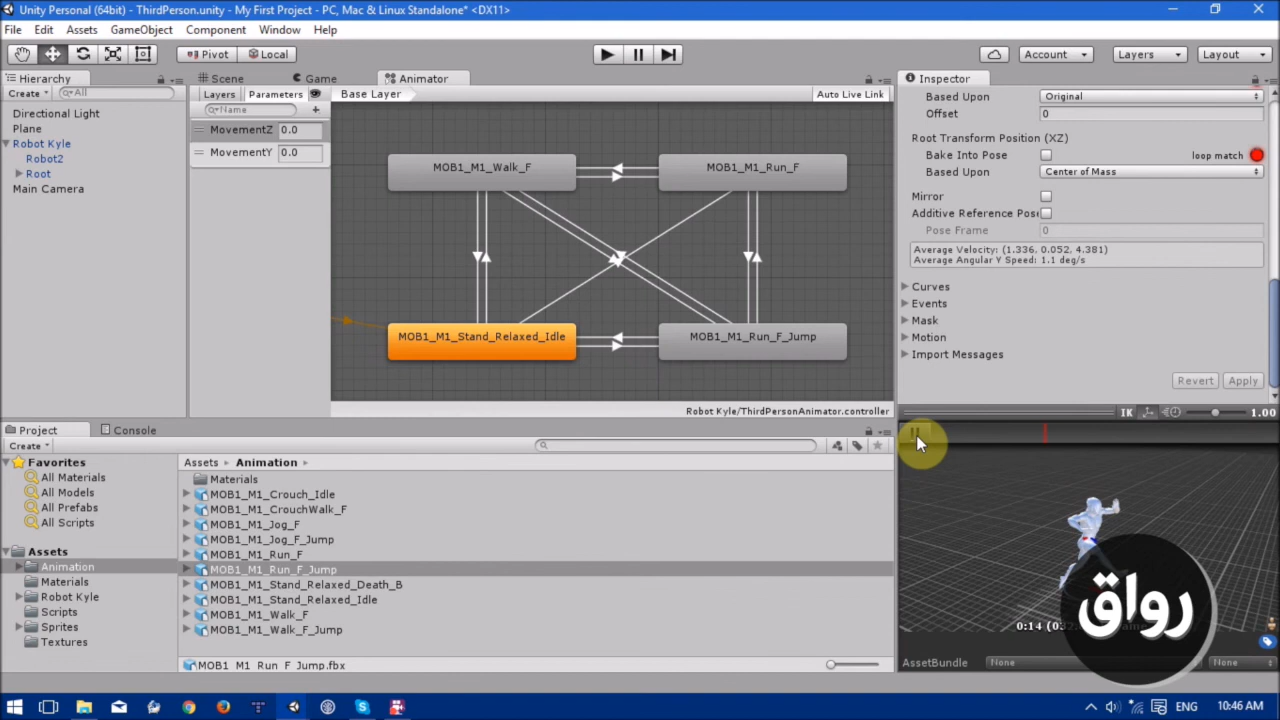 Unity Personal (64bit) - ThirdPerson.unity - My First Project - PC, Mac & Linux Standalone* <DX11>
File Edit Assets GameObject Component Window Help
Pivot Local Account Layers Layout
Hierarchy Scene Game Animator Inspector
Create All Layers Parameters Base Layer Auto Live Link
Name
Directional Light
Plane
Robot Kyle
Robot2
Root
Main Camera
MovementZ 0.0
MovementY 0.0
MOB1_M1_Walk_F MOB1_M1_Run_F
MOB1_M1_Stand_Relaxed_Idle MOB1_M1_Run_F_Jump
Robot Kyle/ThirdPersonAnimator.controller
Based Upon Original
Offset 0
Root Transform Position (XZ)
Bake Into Pose loop match
Based Upon Center of Mass
Mirror
Additive Reference Pos
Pose Frame 0
Average Velocity: (1.336, 0.052, 4.381)
Average Angular Y Speed: 1.1 deg/s
Curves
Events
Mask
Motion
Import Messages
Revert Apply
IK 1.00
Project Console
Create
Favorites
All Materials
All Models
All Prefabs
All Scripts
Assets
Animation
Materials
Robot Kyle
Scripts
Sprites
Textures
Assets Animation
Materials
MOB1_M1_Crouch_Idle
MOB1_M1_CrouchWalk_F
MOB1_M1_Jog_F
MOB1_M1_Jog_F_Jump
MOB1_M1_Run_F
MOB1_M1_Run_F_Jump
MOB1_M1_Stand_Relaxed_Death_B
MOB1_M1_Stand_Relaxed_Idle
MOB1_M1_Walk_F
MOB1_M1_Walk_F_Jump
MOB1_M1_Run_F_Jump.fbx
0:14
رواق
AssetBundle None None
ENG 10:46 AM